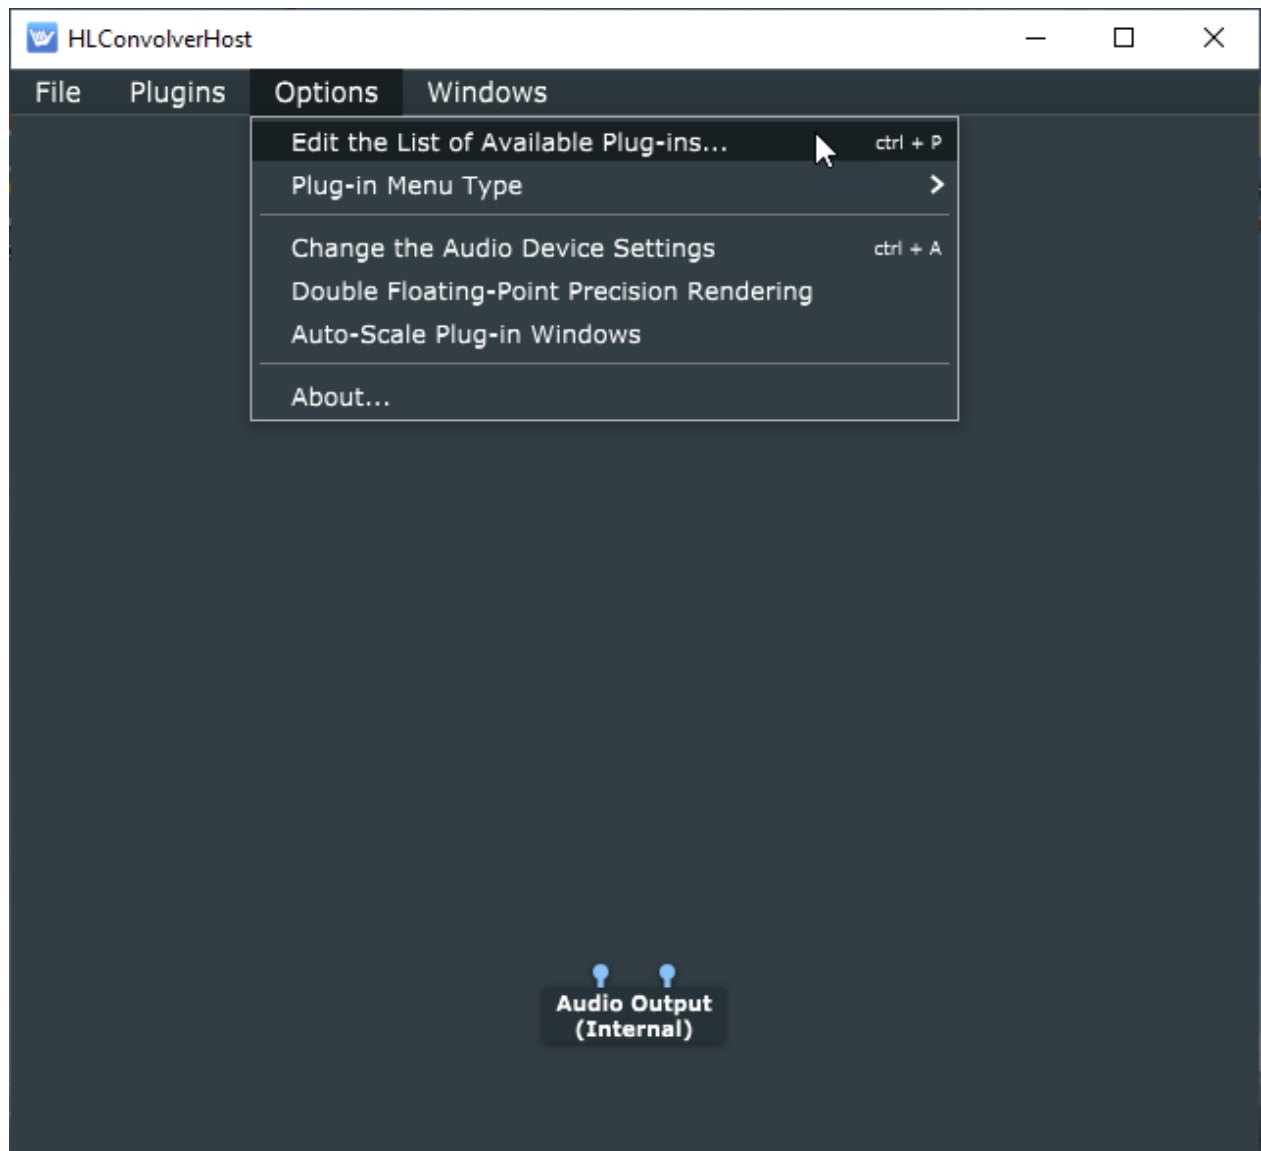 HLConvolverHost
File Plugins Options Windows
Edit the List of Available Plug-ins... ctrl + P
Plug-in Menu Type
Change the Audio Device Settings ctrl + A
Double Floating-Point Precision Rendering
Auto-Scale Plug-in Windows
About...
Audio Output
(Internal)